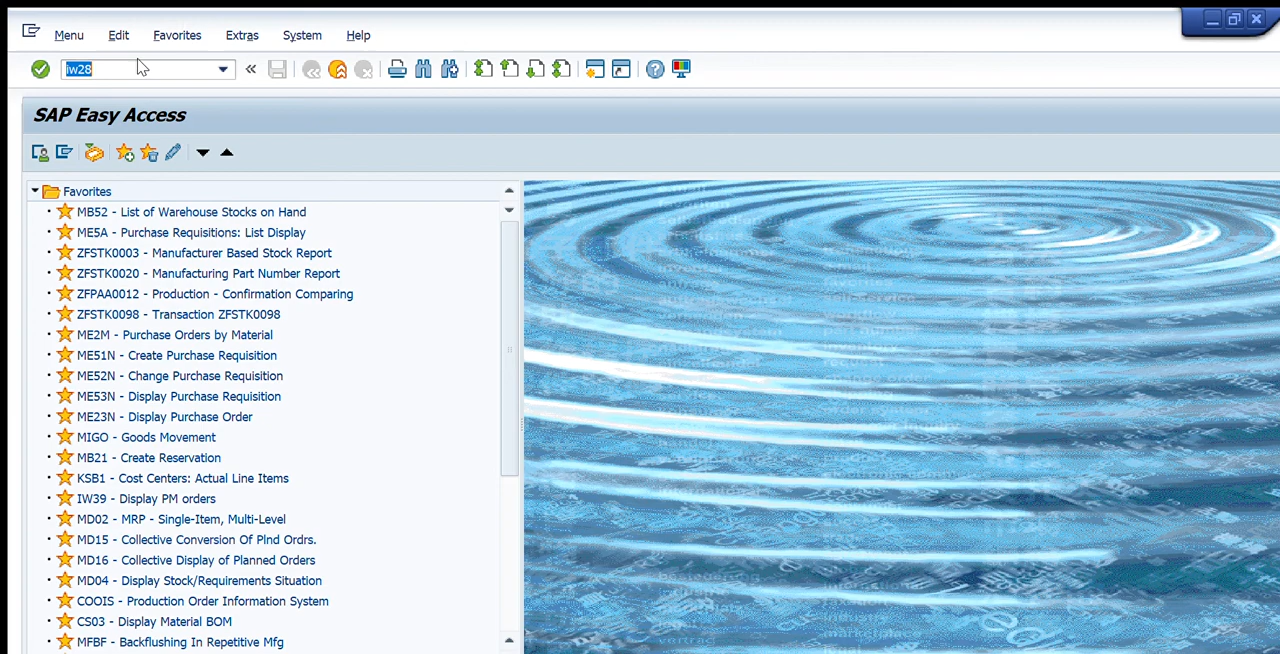 Menu Edit Favorites Extras System Help
iw28
SAP Easy Access
Favorites
MB52 - List of Warehouse Stocks on Hand
ME5A - Purchase Requisitions: List Display
ZFSTK0003 - Manufacturer Based Stock Report
ZFSTK0020 - Manufacturing Part Number Report
ZFPAA0012 - Production - Confirmation Comparing
ZFSTK0098 - Transaction ZFSTK0098
ME2M - Purchase Orders by Material
ME51N - Create Purchase Requisition
ME52N - Change Purchase Requisition
ME53N - Display Purchase Requisition
ME23N - Display Purchase Order
MIGO - Goods Movement
MB21 - Create Reservation
KSB1 - Cost Centers: Actual Line Items
IW39 - Display PM orders
MD02 - MRP - Single-Item, Multi-Level
MD15 - Collective Conversion Of Plnd Ordrs.
MD16 - Collective Display of Planned Orders
MD04 - Display Stock/Requirements Situation
COOIS - Production Order Information System
CS03 - Display Material BOM
MFBF - Backflushing In Repetitive Mfg